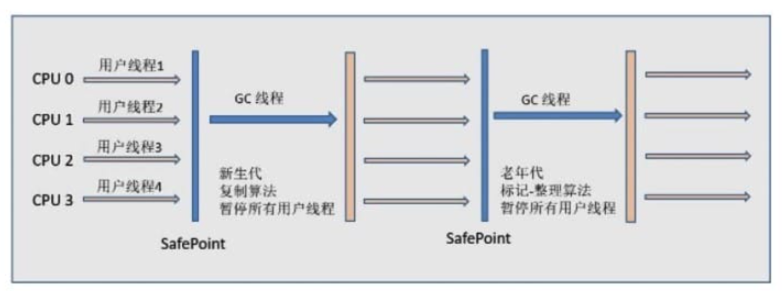 CPU 0
用户线程1
CPU 1
用户线程2
CPU 2
用户线程3
CPU 3
用户线程4
GC 线程
新生代
复制算法
暂停所有用户线程
SafePoint
GC 线程
老年代
标记-整理算法
暂停所有用户线程
SafePoint